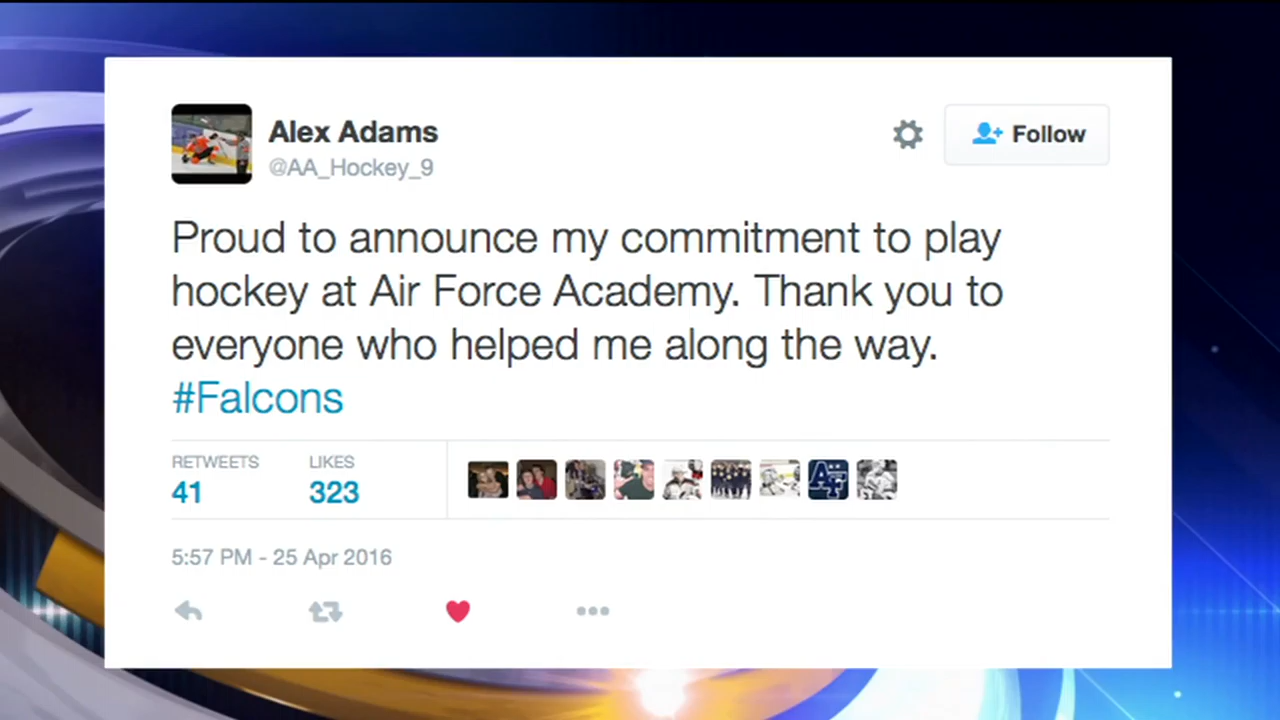 Alex Adams
@AA_Hockey_9
Follow
Proud to announce my commitment to play
hockey at Air Force Academy. Thank you to
everyone who helped me along the way.
#Falcons
RETWEETS LIKES
41 323
AF
5:57 PM - 25 Apr 2016